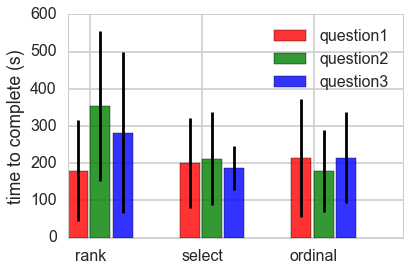 600
500
400
300
200
100
0
time to complete (s)
question1
question2
question3
rank
select
ordinal